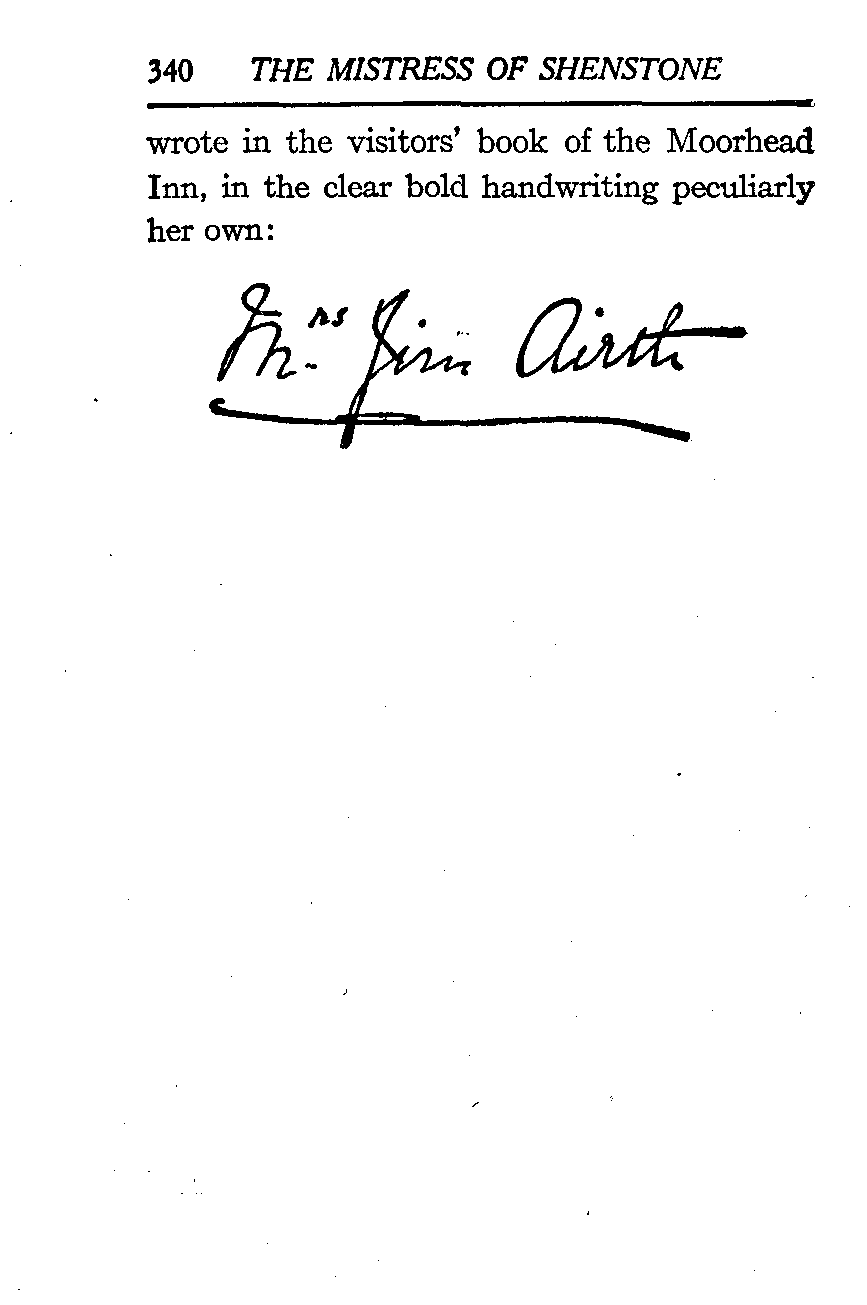 340 THE MISTRESS OF SHENSTONE
wrote in the visitors' book of the Moorhead
Inn, in the clear bold handwriting peculiarly
her own:
Mrs. Jim Airth